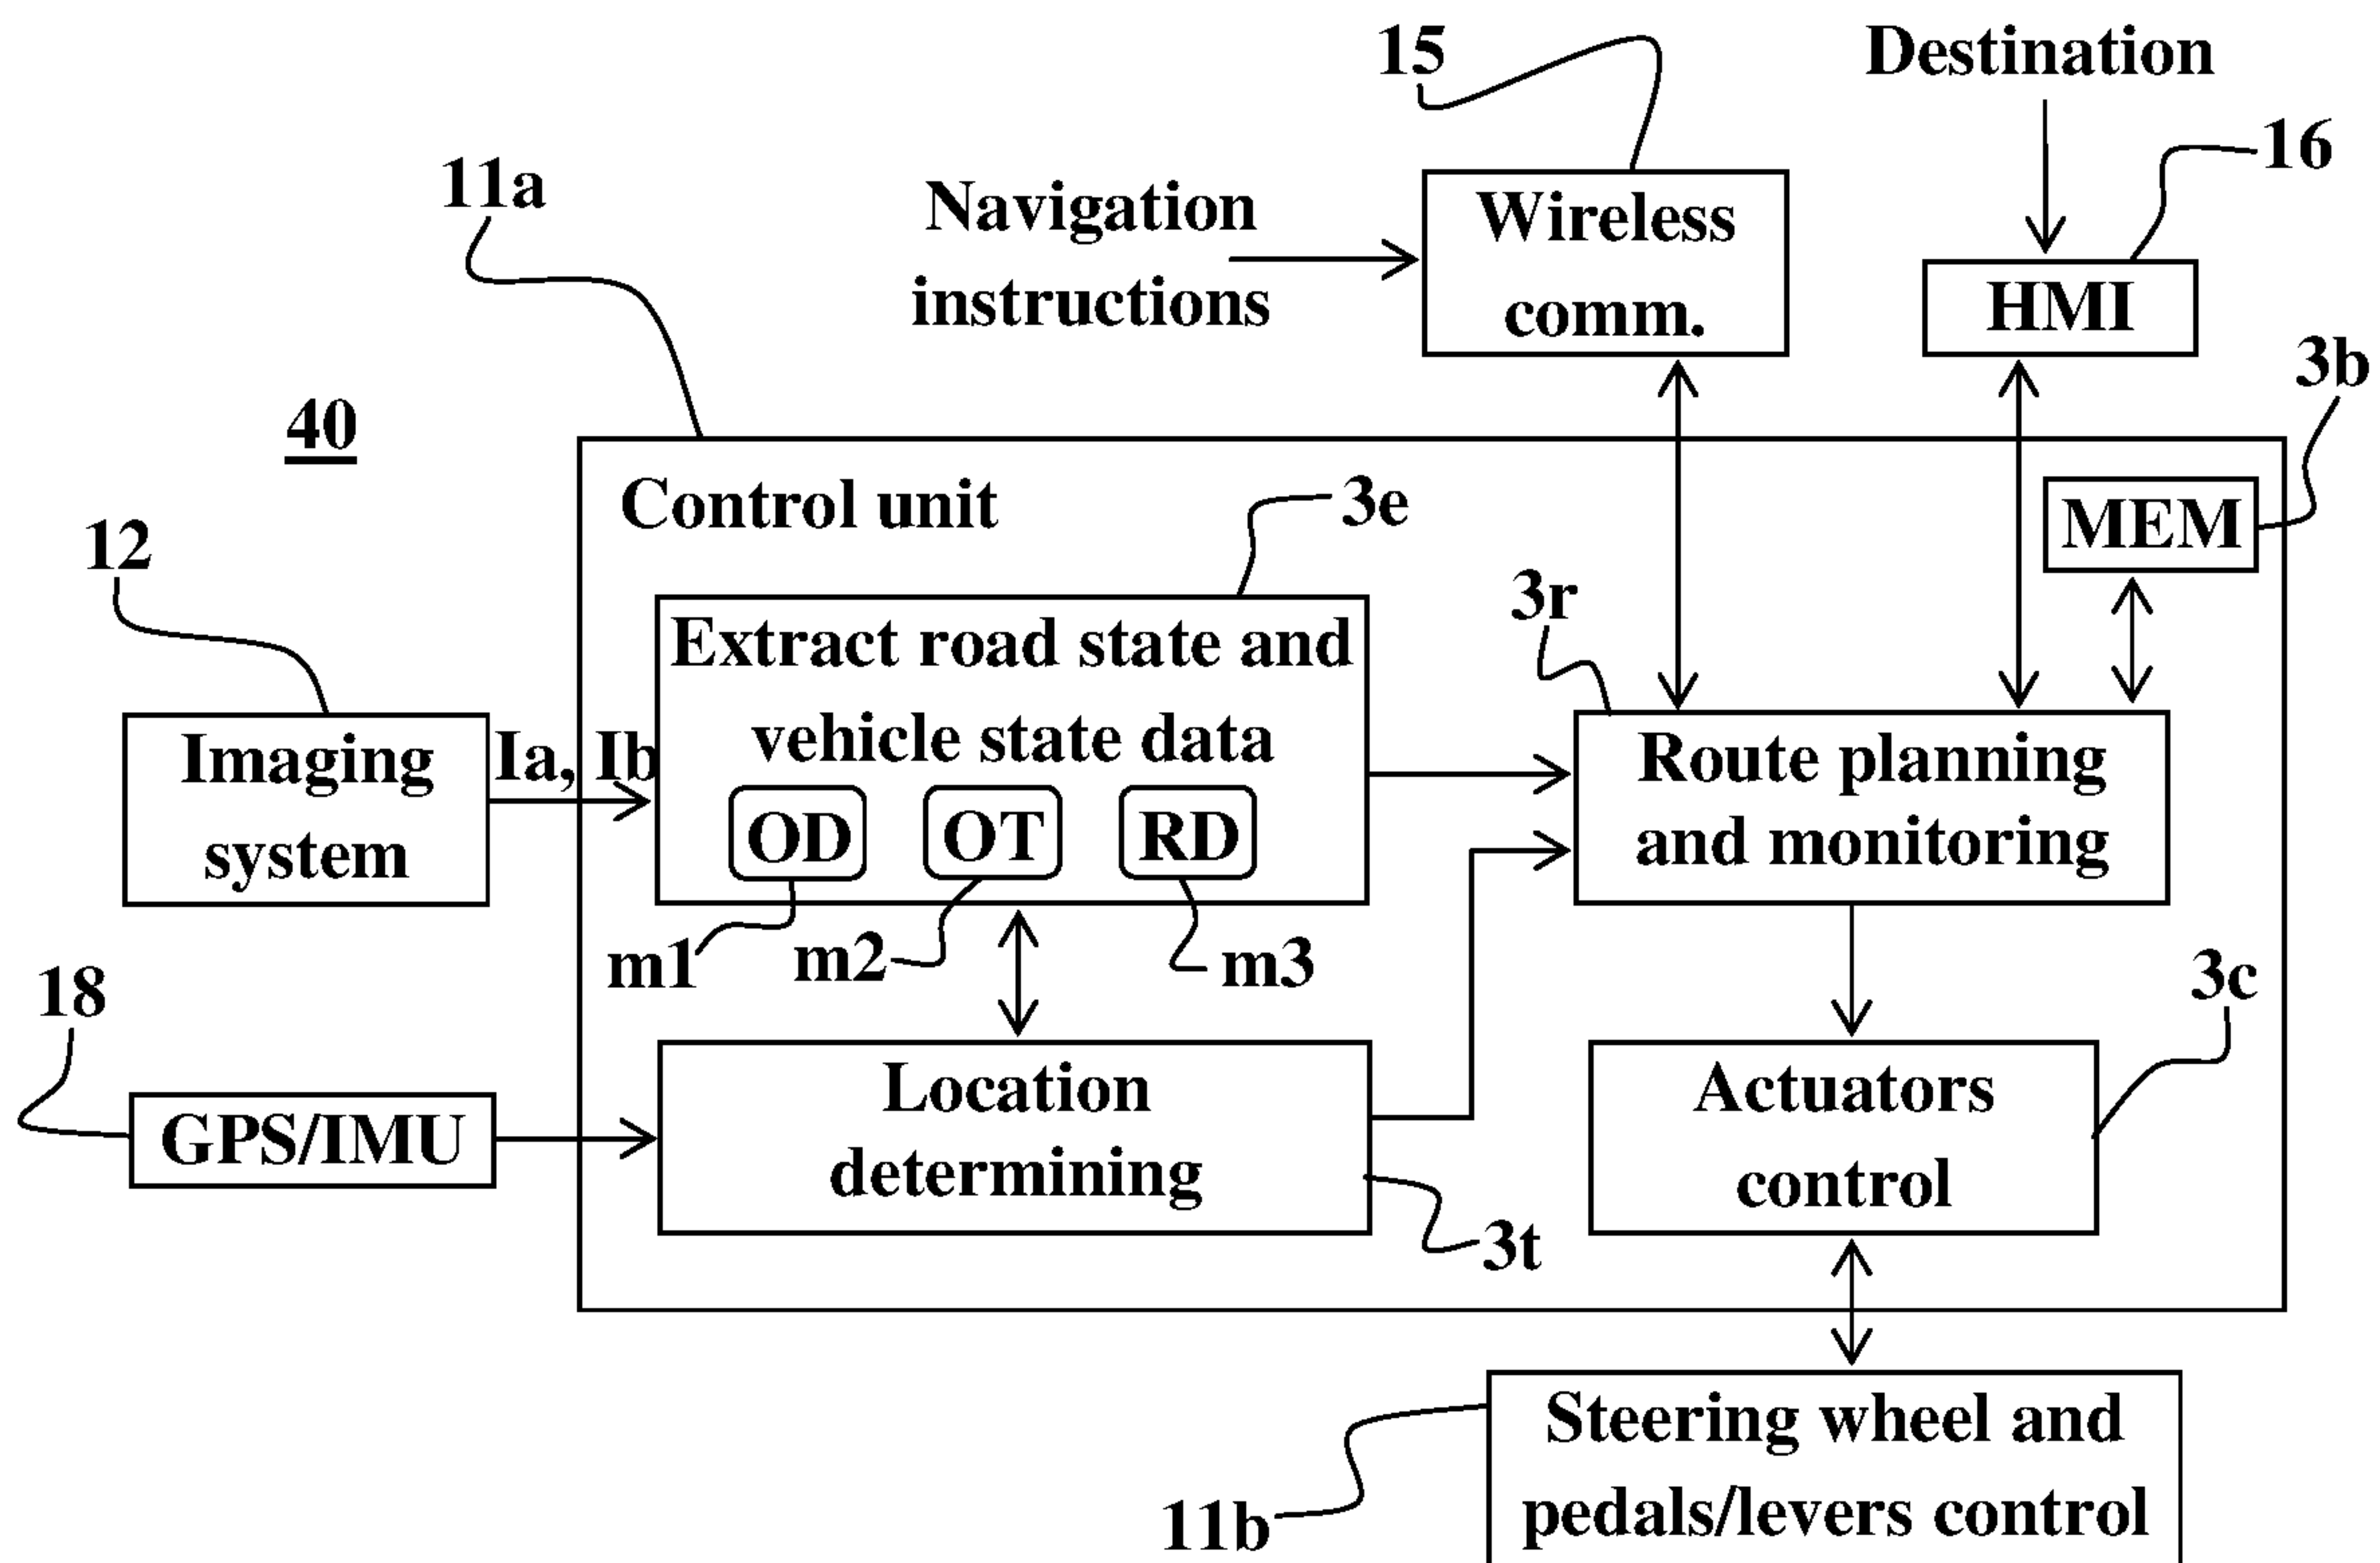 15
Destination
16
11a
Navigation
instructions
Wireless
comm.
HMI
3b
40
Control unit
3e
MEM
12
3r
Extract road state and
vehicle state data
Imaging
system
Ia, Ib
OD
OT
RD
Route planning
and monitoring
m1
m2
m3
18
3c
GPS/IMU
Location
determining
Actuators
control
3t
Steering wheel and
pedals/levers control
11b